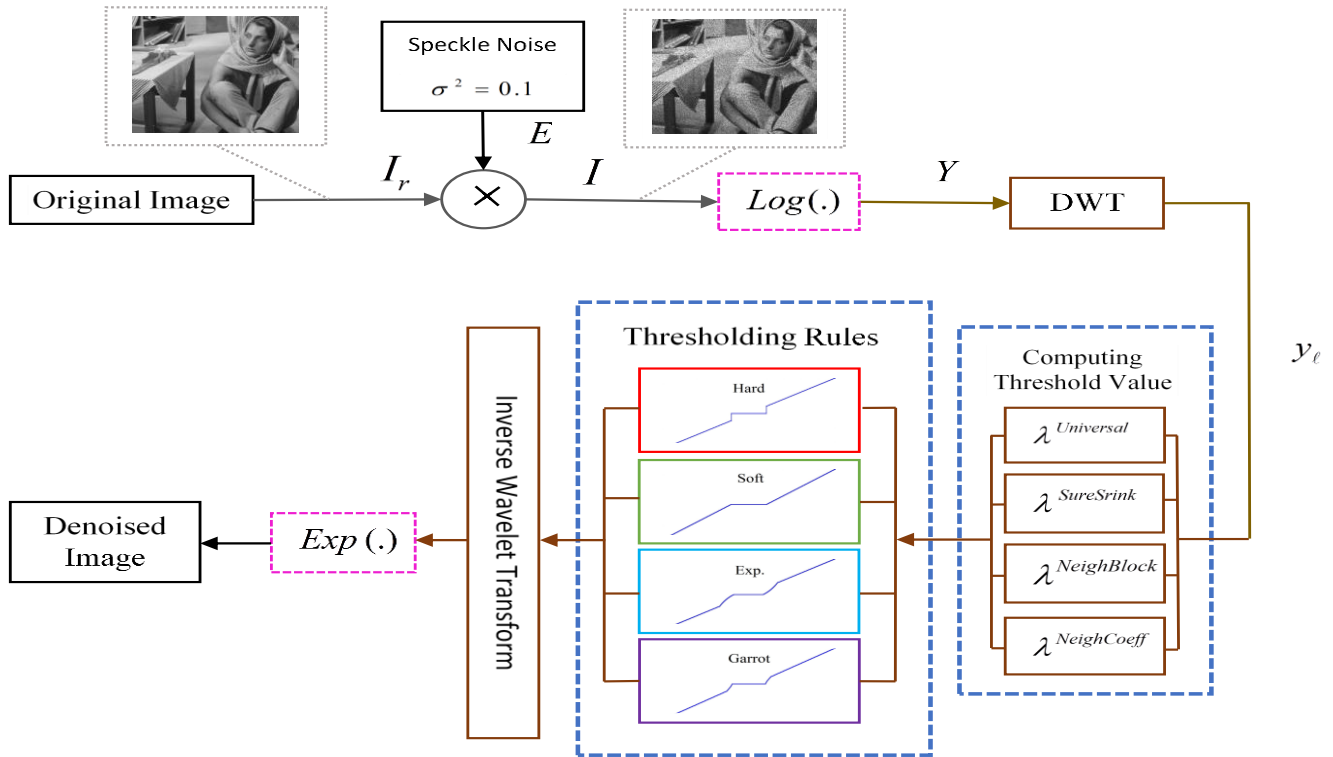 Speckle Noise
σ² = 0.1
E
Original Image
I_r
×
I
Log(.)
Y
DWT
y_ℓ
Computing
Threshold Value
λ^Universal
λ^SureSrink
λ^NeighBlock
λ^NeighCoeff
Thresholding Rules
Hard
Soft
Exp.
Garrot
Inverse Wavelet Transform
Exp(.)
Denoised
Image